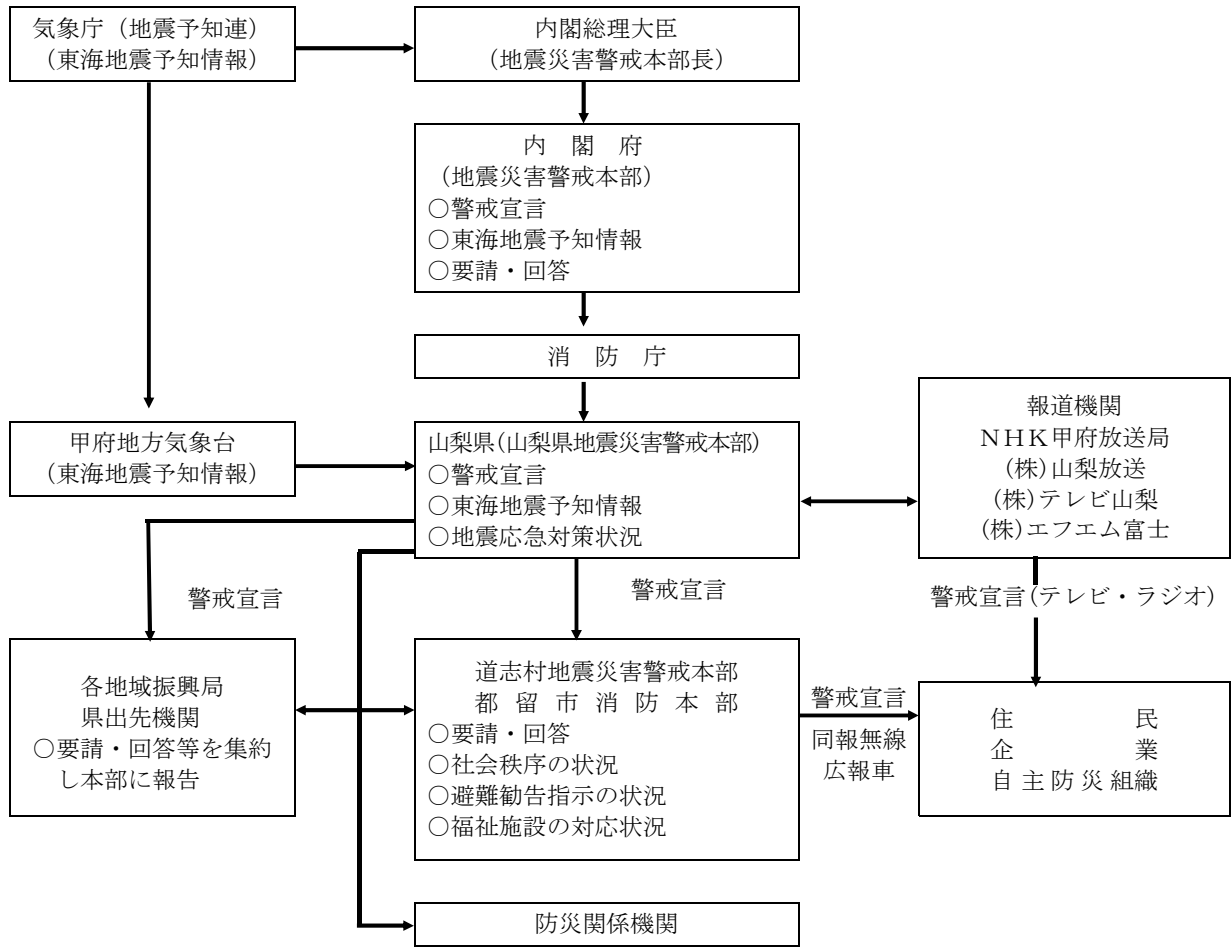 気象庁（地震予知連）
（東海地震予知情報）
内閣総理大臣
（地震災害警戒本部長）
内　閣　府
（地震災害警戒本部）
○警戒宣言
○東海地震予知情報
○要請・回答
消　防　庁
甲府地方気象台
（東海地震予知情報）
山梨県（山梨県地震災害警戒本部）
○警戒宣言
○東海地震予知情報
○地震応急対策状況
報道機関
ＮＨＫ甲府放送局
(株)山梨放送
(株)テレビ山梨
(株)エフエム富士
警戒宣言
警戒宣言
警戒宣言（テレビ・ラジオ）
各地域振興局
県出先機関
○要請・回答等を集約
し本部に報告
道志村地震災害警戒本部
都留市消防本部
○要請・回答
○社会秩序の状況
○避難勧告指示の状況
○福祉施設の対応状況
警戒宣言
同報無線
広報車
住　　　民
企　　　業
自主防災組織
防災関係機関